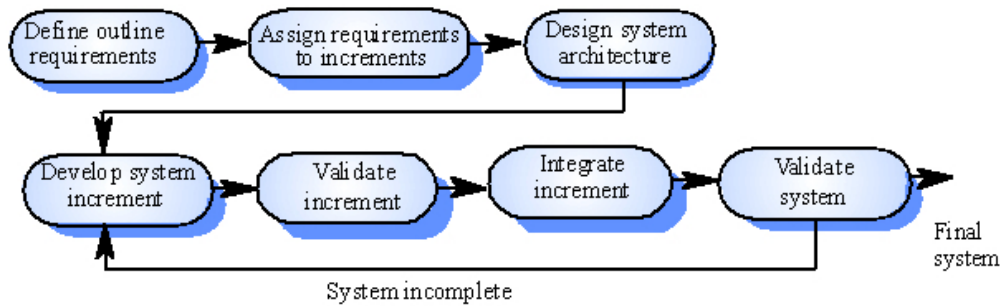 Define outline
requirements
Assign requirements
to increments
Design system
architecture
Develop system
increment
Validate
increment
Integrate
increment
Validate
system
Final
system
System incomplete